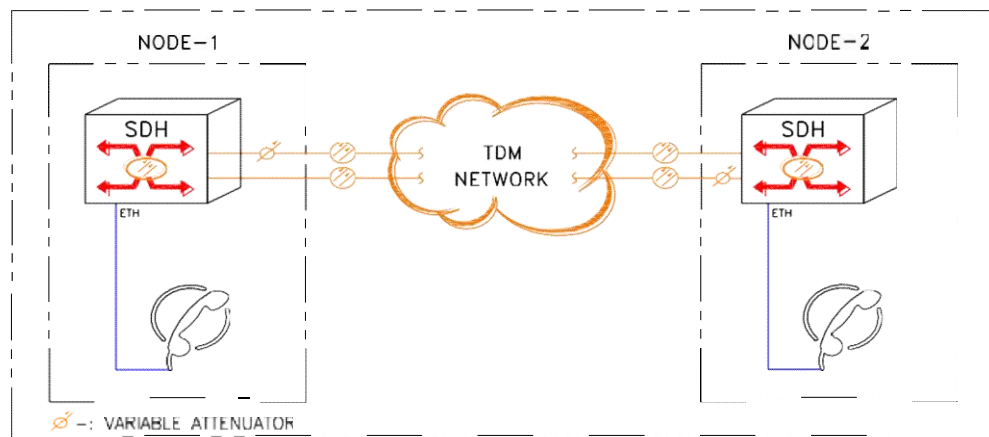 NODE-1
NODE-2
SDH
SDH
TDM
NETWORK
ETH
ETH
-: VARIABLE ATTENUATOR